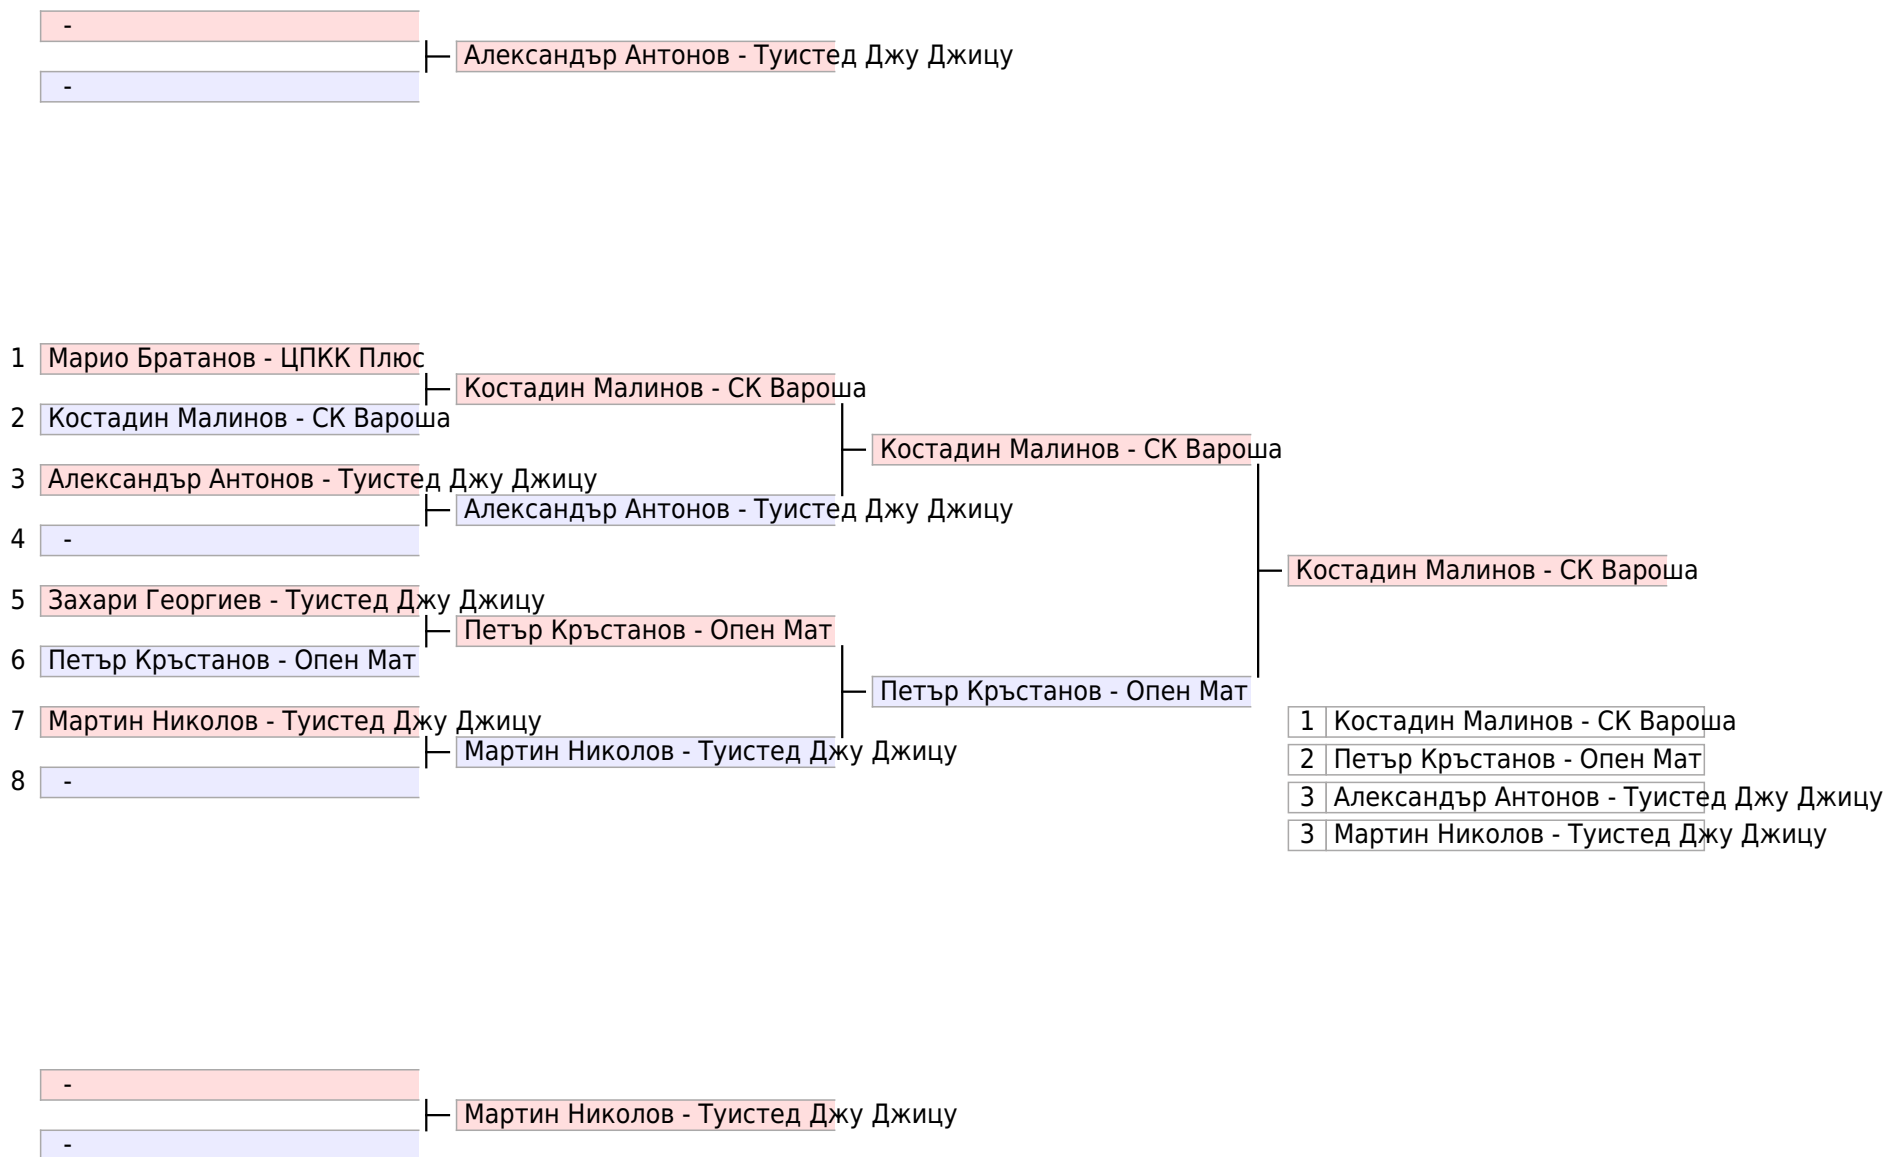 -
Александър Антонов - Туистед Джу Джицу
-
1 Марио Братанов - ЦПКК Плюс
Костадин Малинов - СК Вароша
2 Костадин Малинов - СК Вароша
Костадин Малинов - СК Вароша
3 Александър Антонов - Туистед Джу Джицу
Александър Антонов - Туистед Джу Джицу
4 -
Костадин Малинов - СК Вароша
5 Захари Георгиев - Туистед Джу Джицу
Петър Кръстанов - Опен Мат
6 Петър Кръстанов - Опен Мат
Петър Кръстанов - Опен Мат
7 Мартин Николов - Туистед Джу Джицу
Мартин Николов - Туистед Джу Джицу
8 -
1 Костадин Малинов - СК Вароша
2 Петър Кръстанов - Опен Мат
3 Александър Антонов - Туистед Джу Джицу
3 Мартин Николов - Туистед Джу Джицу
-
Мартин Николов - Туистед Джу Джицу
-